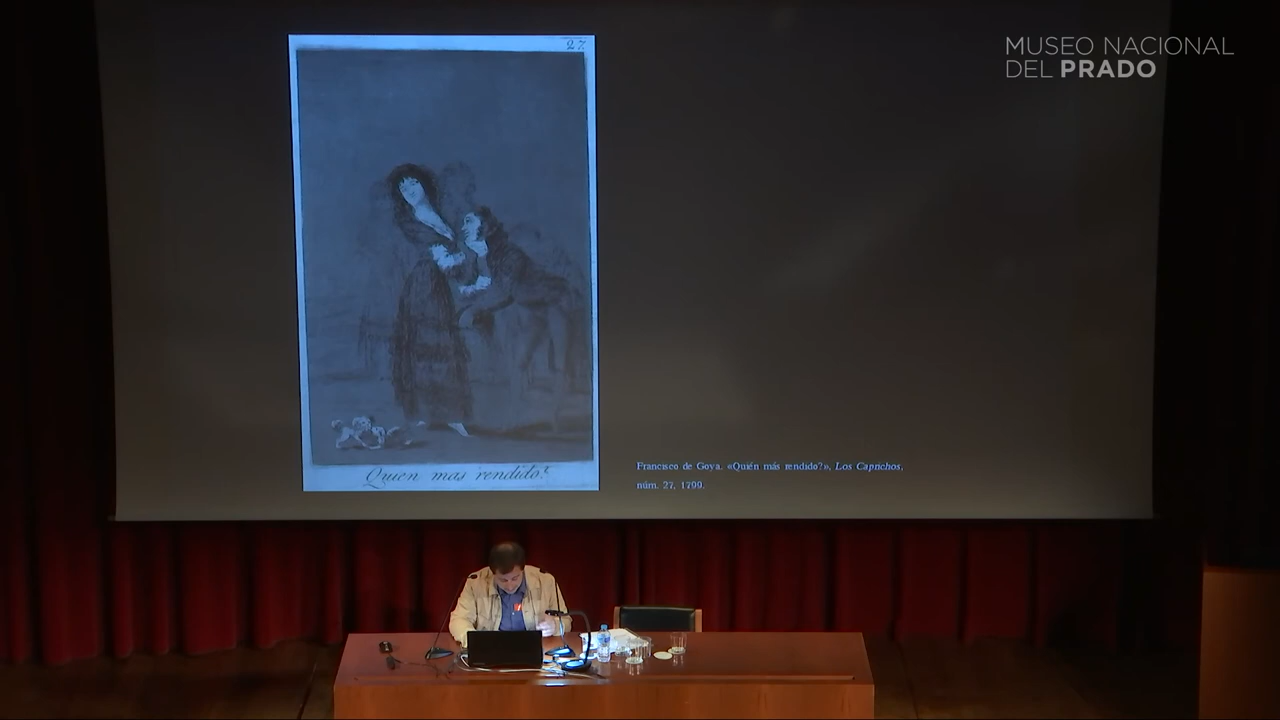 MUSEO NACIONAL
DEL PRADO
27.
Quien mas rendido?
Francisco de Goya. «Quién más rendido?», Los Caprichos,
núm. 27, 1799.